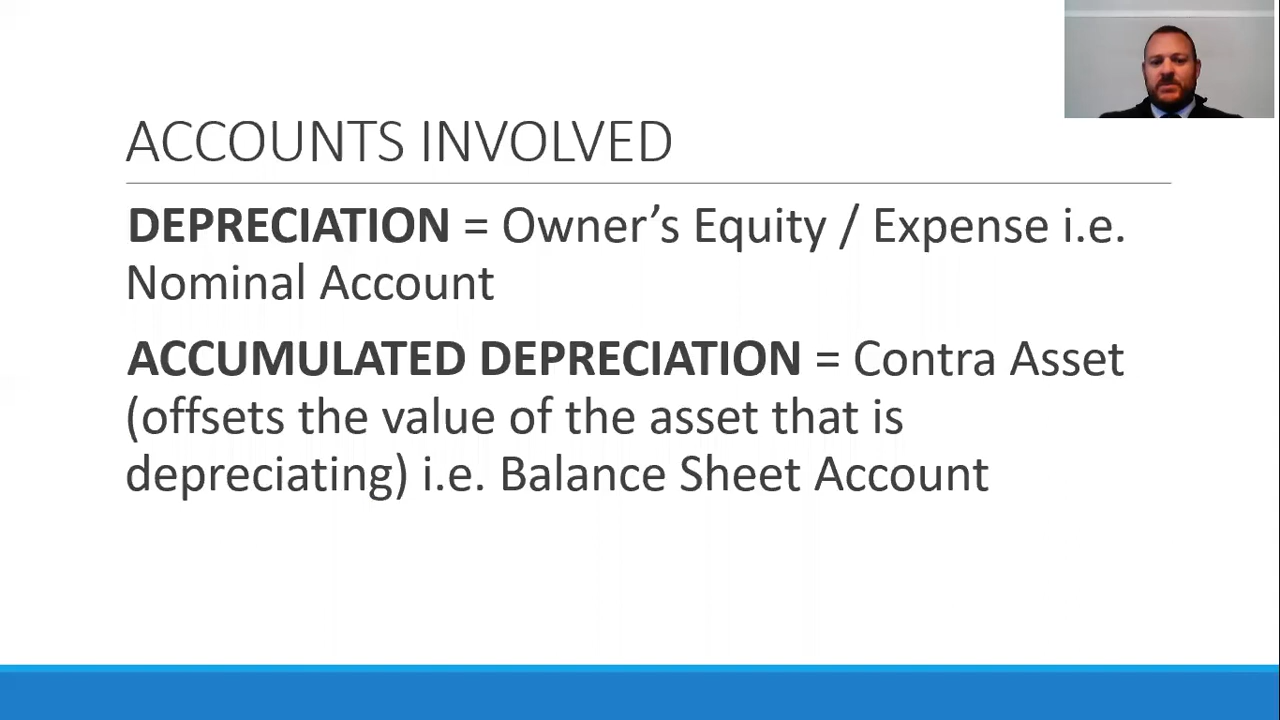 ACCOUNTS INVOLVED
DEPRECIATION = Owner’s Equity / Expense i.e.
Nominal Account
ACCUMULATED DEPRECIATION = Contra Asset
(offsets the value of the asset that is
depreciating) i.e. Balance Sheet Account